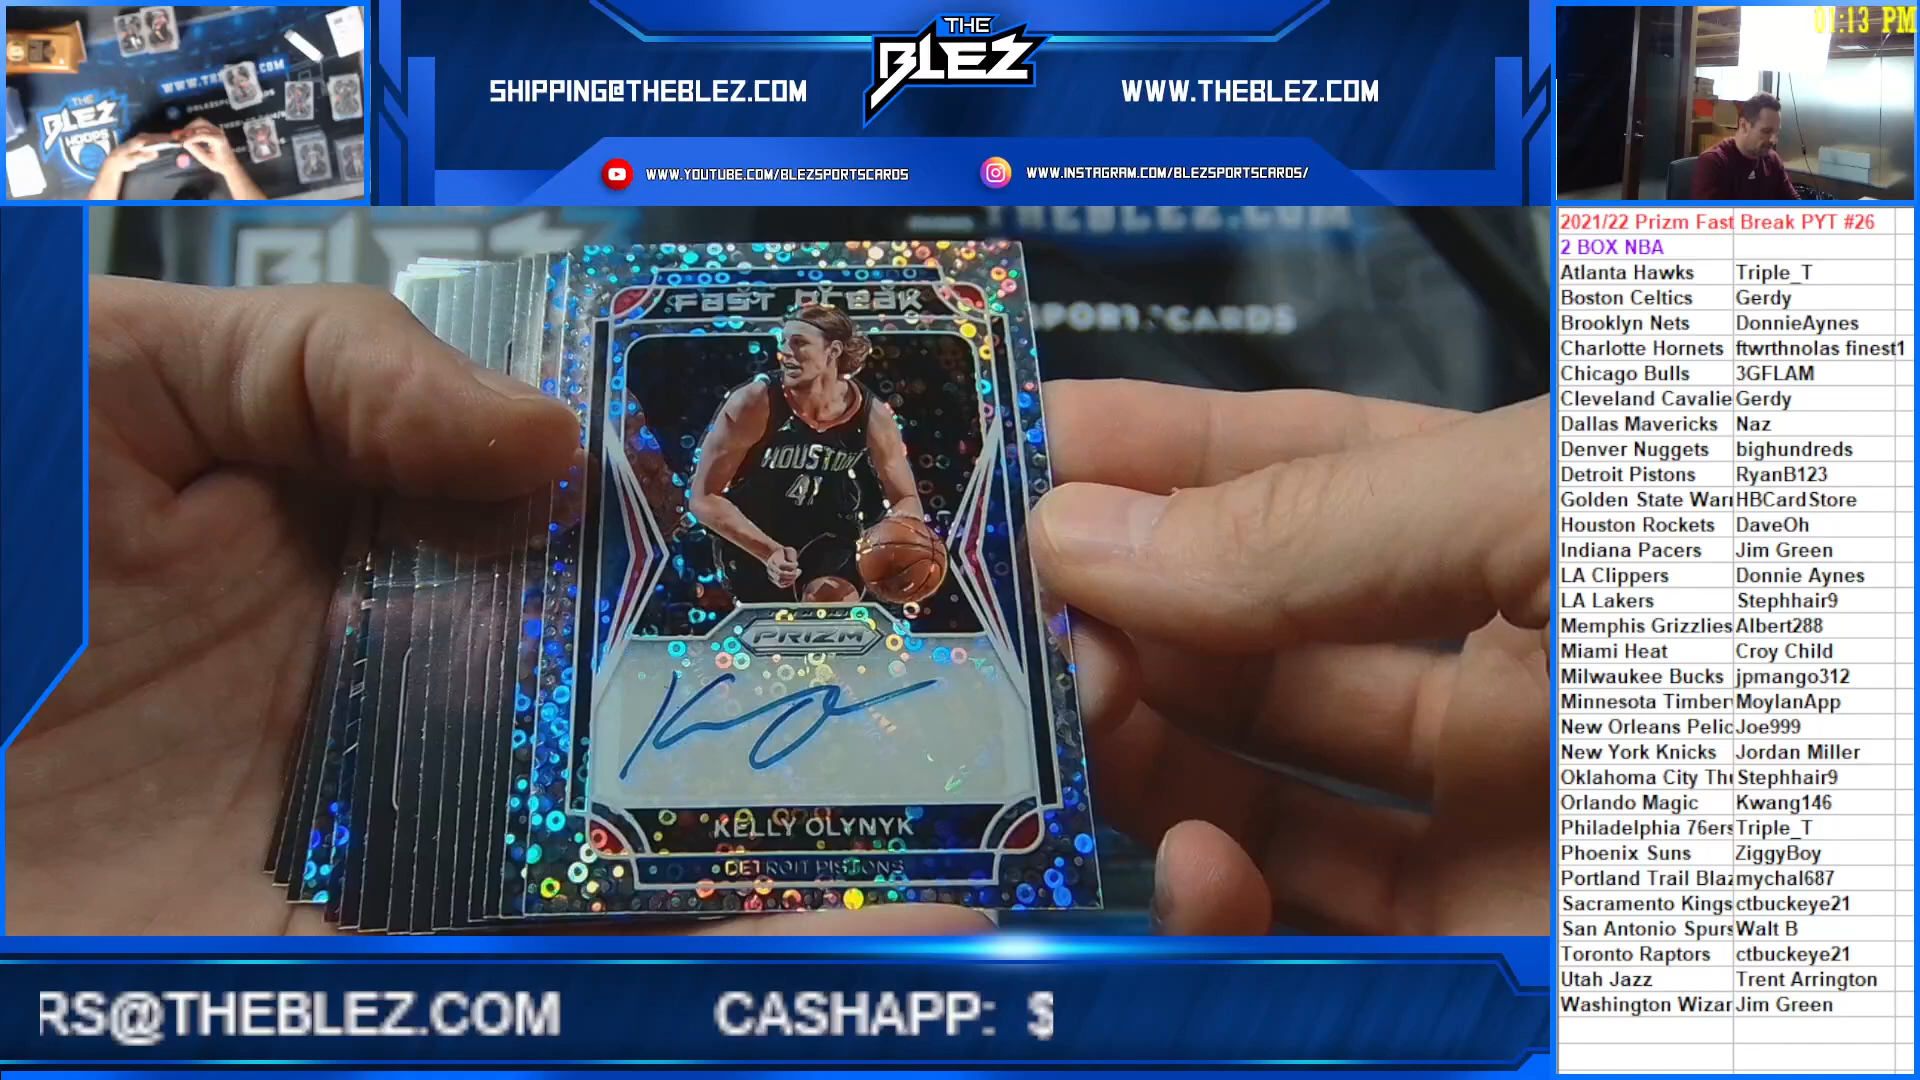 THE
BLEZ
SHIPPING@THEBLEZ.COM
WWW.THEBLEZ.COM
WWW.YOUTUBE.COM/BLEZSPORTSCARDS
WWW.INSTAGRAM.COM/BLEZSPORTSCARDS/
THE
BLEZ
HOOPS
01:13 PM
Fast Break
HOUSTON
41
PRIZM
KELLY OLYNYK
DETROIT PISTONS
2021/22 Prizm Fast Break PYT #26
2 BOX NBA
Atlanta Hawks Triple_T
Boston Celtics Gerdy
Brooklyn Nets DonnieAynes
Charlotte Hornets ftwrthnolas finest1
Chicago Bulls 3GFLAM
Cleveland Cavalie Gerdy
Dallas Mavericks Naz
Denver Nuggets bighundreds
Detroit Pistons RyanB123
Golden State Warr HBCardStore
Houston Rockets DaveOh
Indiana Pacers Jim Green
LA Clippers Donnie Aynes
LA Lakers Stephhair9
Memphis Grizzlies Albert288
Miami Heat Croy Child
Milwaukee Bucks jpmango312
Minnesota Timber MoylanApp
New Orleans Pelic Joe999
New York Knicks Jordan Miller
Oklahoma City Thu Stephhair9
Orlando Magic Kwang146
Philadelphia 76ers Triple_T
Phoenix Suns ZiggyBoy
Portland Trail Blaz mychal687
Sacramento Kings ctbuckeye21
San Antonio Spurs Walt B
Toronto Raptors ctbuckeye21
Utah Jazz Trent Arrington
Washington Wizar Jim Green
RS@THEBLEZ.COM CASHAPP: $